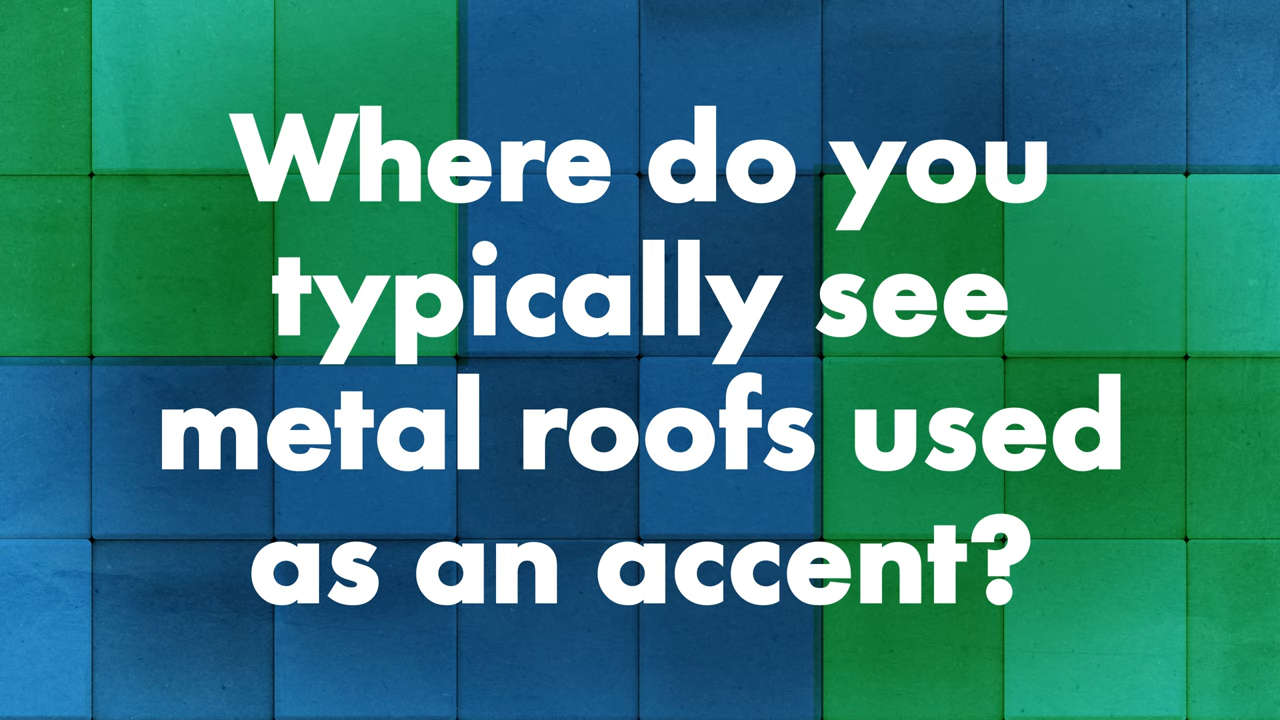 Where do you
typically see
metal roofs used
as an accent?